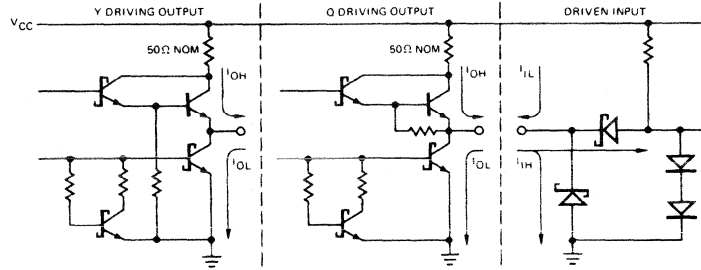 Y DRIVING OUTPUT
Q DRIVING OUTPUT
DRIVEN INPUT
VCC
50Ω NOM
50Ω NOM
IOH
IOH
IIL
IOL
IOL
IIH